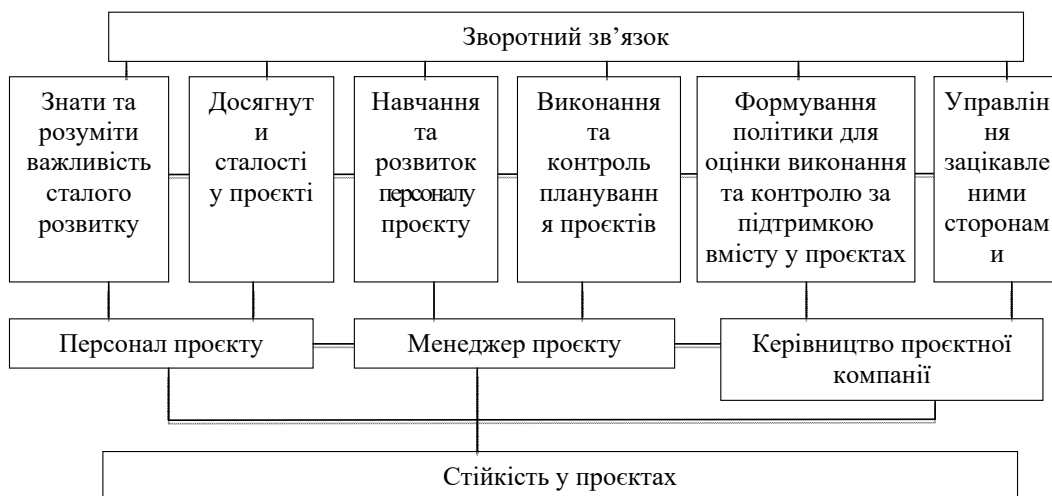 Зворотний зв’язок
Знати та
розуміти
важливість
сталого
розвитку
Досягнут
и
сталості
у проєкті
Навчання
та
розвиток
персоналу
проєкту
Виконання
та
контроль
плануванн
я проєктів
Формування
політики для
оцінки виконання
та контролю за
підтримкою
вмісту у проєктах
Управлін
ня
зацікавле
ними
сторонам
и
Персонал проєкту
Менеджер проєкту
Керівництво проєктної
компанії
Стійкість у проєктах